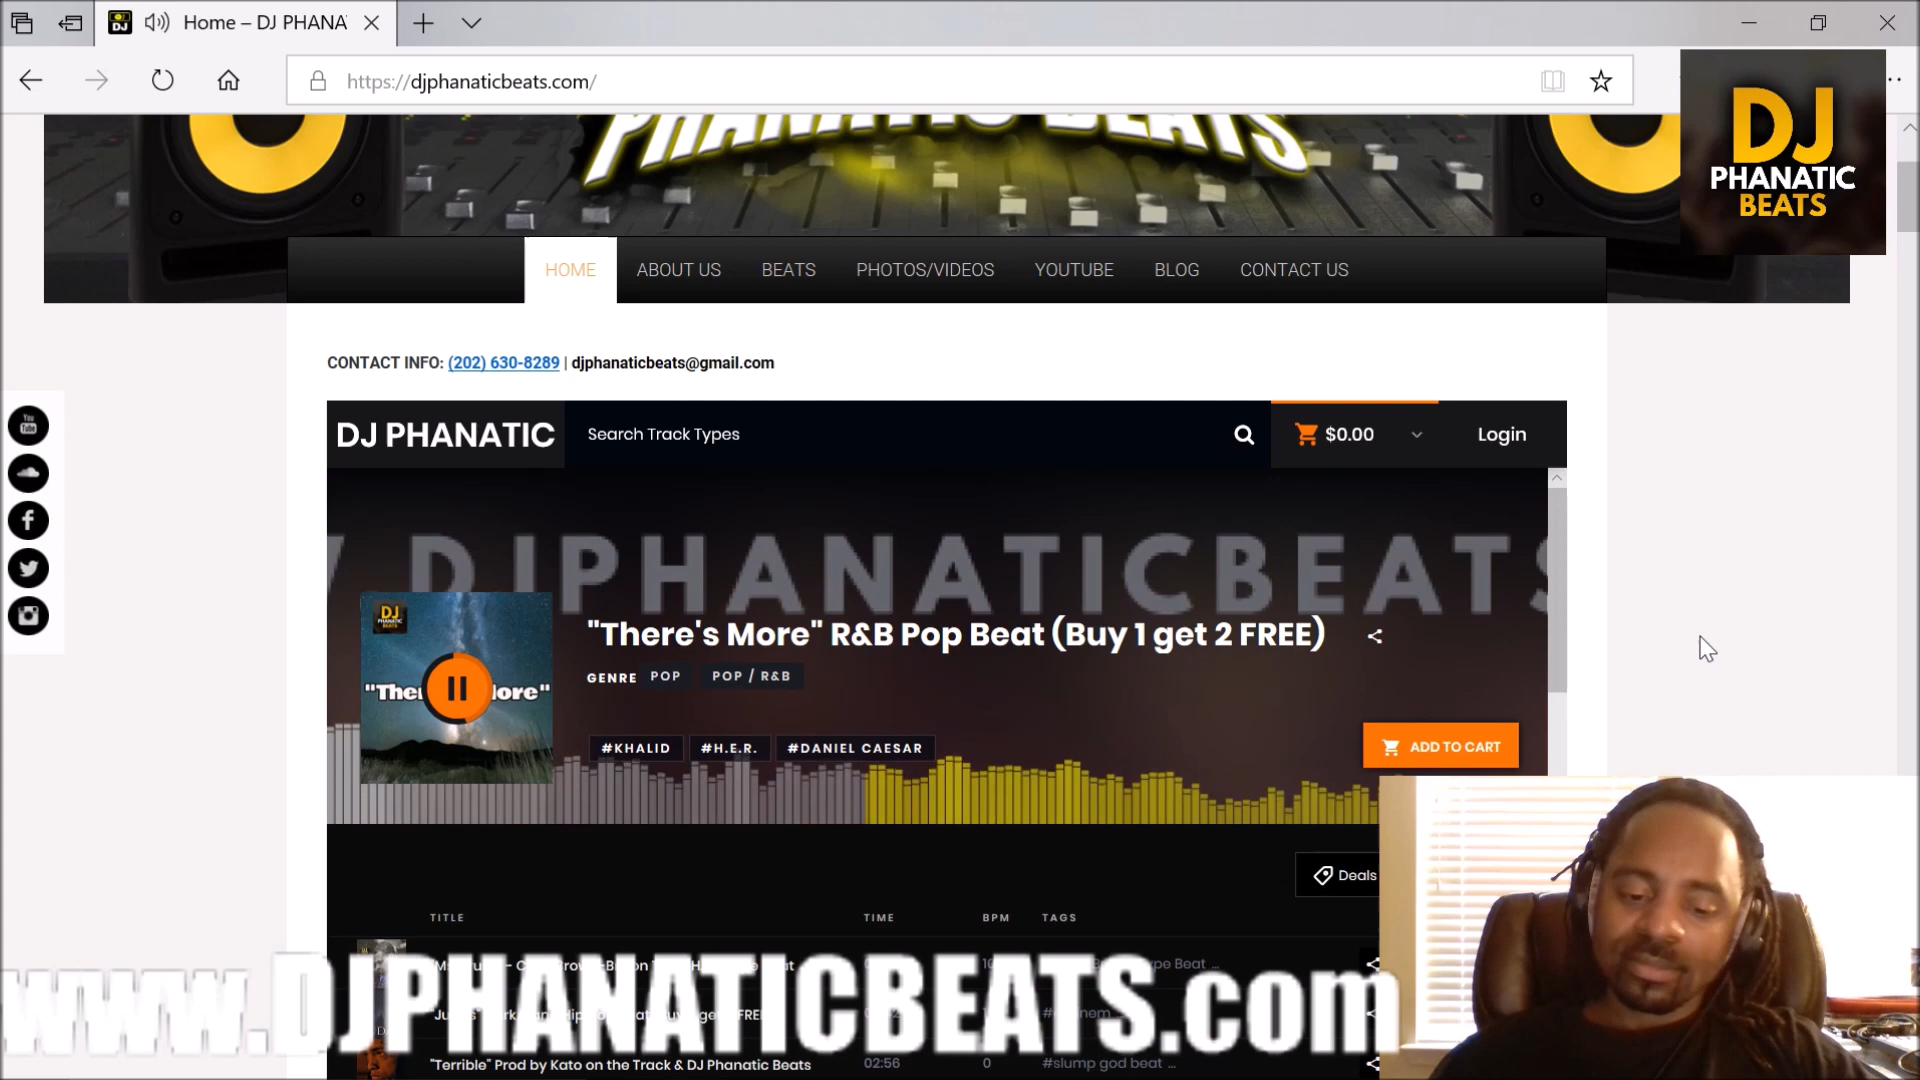 Home – DJ PHANA
https://djphanaticbeats.com/
PHANATIC BEATS
DJ
PHANATIC
BEATS
HOME ABOUT US BEATS PHOTOS/VIDEOS YOUTUBE BLOG CONTACT US
CONTACT INFO: (202) 630-8289 | djphanaticbeats@gmail.com
DJ PHANATIC Search Track Types $0.00 Login
DJPHANATICBEATS
"There's More" R&B Pop Beat (Buy 1 get 2 FREE)
GENRE POP POP / R&B
#KHALID #H.E.R. #DANIEL CAESAR
ADD TO CART
Deals
TITLE TIME BPM TAGS
www.DJPHANATICBEATS.com
"Terrible" Prod by Kato on the Track & DJ Phanatic Beats 02:56 0 #slump god beat ...